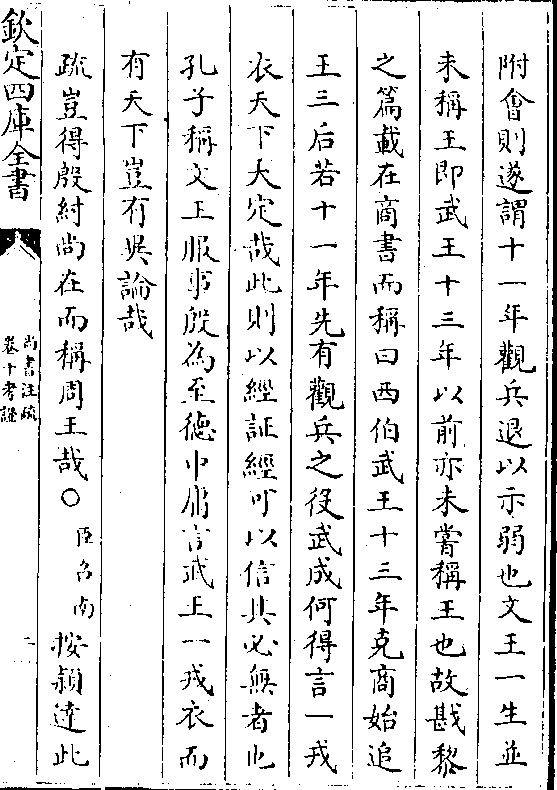 附會則遂謂十一年觀兵退以示弱也文王一生並
未稱王即武王十三年以前亦未嘗稱王也故戡黎
之篇載在商書而稱曰西伯武王十三年克商始追
王三后若十一年先有觀兵之役武成何得言一戎
衣天下大定哉此則以經証經可以信其必無者也
孔子稱文王服事殷為至德中庸言武王一戎衣而
有天下豈有異論哉
疏豈得殷紂尚在而稱周王哉○臣召南按穎達此
欽定四庫全書
尚書注疏
卷十考證